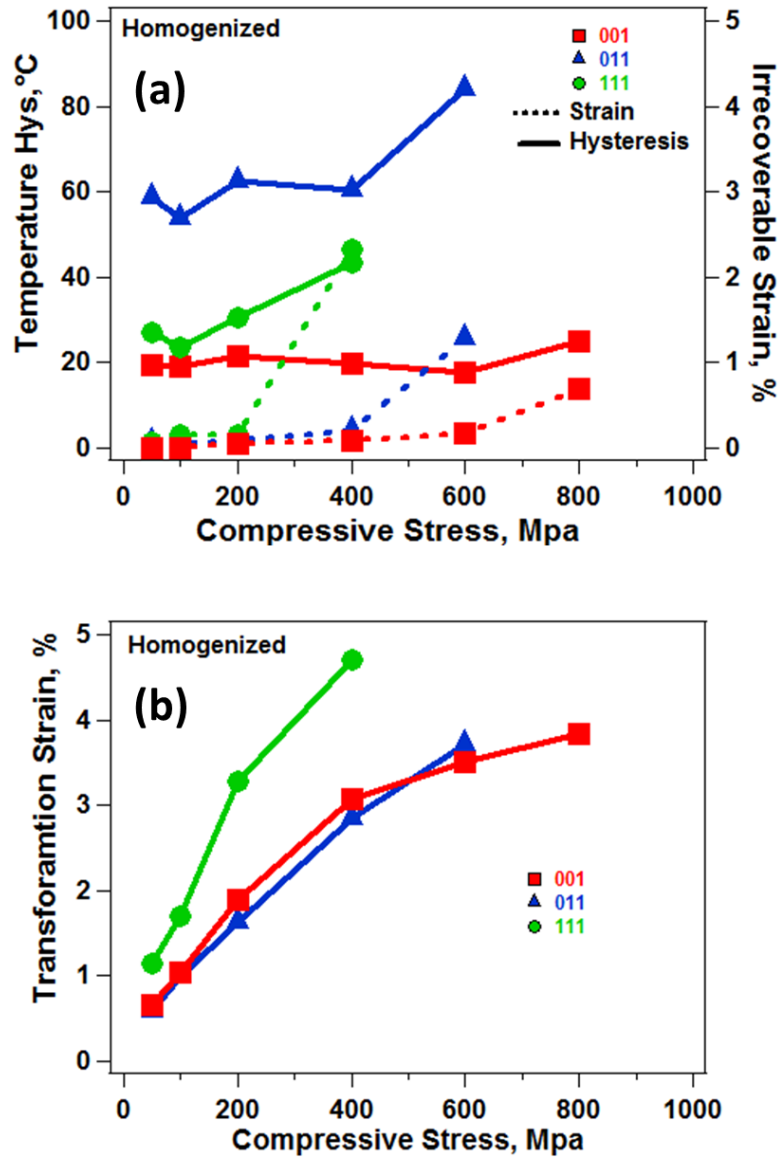 Homogenized
(a)
001
011
111
Strain
Hysteresis
Temperature Hys,ºC
100
80
60
40
20
0
5
4
3
2
1
0
Irrecoverable Strain, %
0 200 400 600 800 1000
Compressive Stress, Mpa
Homogenized
(b)
Transforamtion Strain, %
5
4
3
2
1
0
001
011
111
0 200 400 600 800 1000
Compressive Stress, Mpa